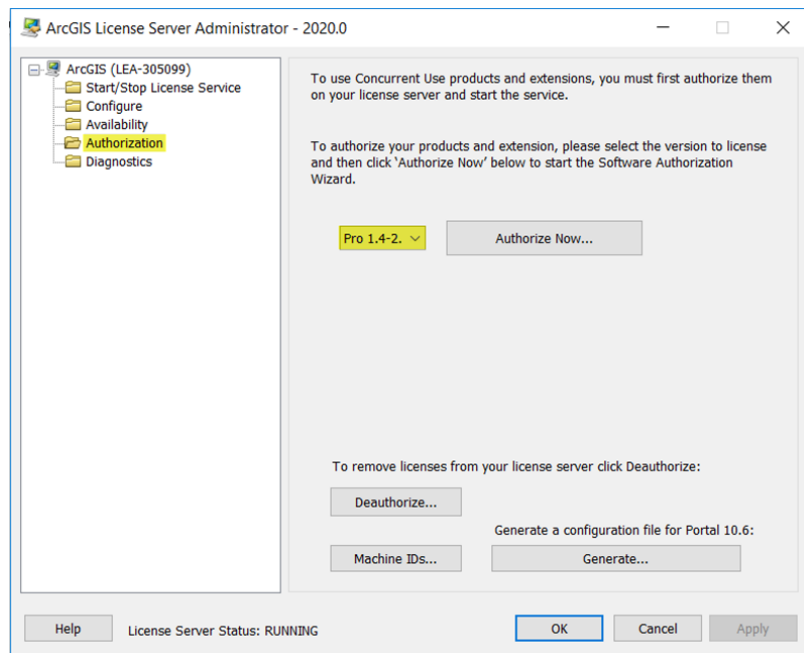 ArcGIS License Server Administrator - 2020.0
ArcGIS (LEA-305099)
Start/Stop License Service
Configure
Availability
Authorization
Diagnostics
To use Concurrent Use products and extensions, you must first authorize them
on your license server and start the service.
To authorize your products and extension, please select the version to license
and then click 'Authorize Now' below to start the Software Authorization
Wizard.
Pro 1.4-2.
Authorize Now...
To remove licenses from your license server click Deauthorize:
Deauthorize...
Generate a configuration file for Portal 10.6:
Machine IDs...
Generate...
Help
License Server Status: RUNNING
OK
Cancel
Apply